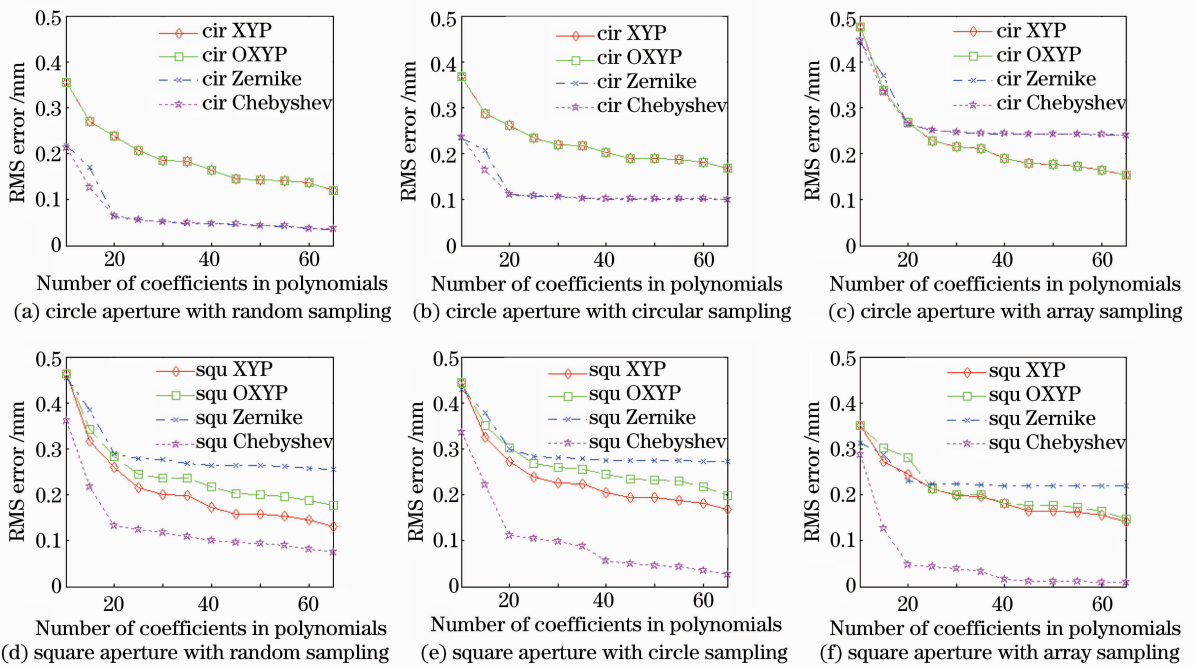 0.5
0.4
0.3
0.2
0.1
0
RMS error /mm
cir XYP
cir OXYP
cir Zernike
cir Chebyshev
20
40
60
Number of coefficients in polynomials
(a) circle aperture with random sampling
0.5
0.4
0.3
0.2
0.1
0
RMS error /mm
cir XYP
cir OXYP
cir Zernike
cir Chebyshev
20
40
60
Number of coefficients in polynomials
(b) circle aperture with circular sampling
0.5
0.4
0.3
0.2
0.1
0
RMS error /mm
cir XYP
cir OXYP
cir Zernike
cir Chebyshev
20
40
60
Number of coefficients in polynomials
(c) circle aperture with array sampling
0.5
0.4
0.3
0.2
0.1
0
RMS error /mm
squ XYP
squ OXYP
squ Zernike
squ Chebyshev
20
40
60
Number of coefficients in polynomials
(d) square aperture with random sampling
0.5
0.4
0.3
0.2
0.1
0
RMS error /mm
squ XYP
squ OXYP
squ Zernike
squ Chebyshev
20
40
60
Number of coefficients in polynomials
(e) square aperture with circle sampling
0.5
0.4
0.3
0.2
0.1
0
RMS error /mm
squ XYP
squ OXYP
squ Zernike
squ Chebyshev
20
40
60
Number of coefficients in polynomials
(f) square aperture with array sampling